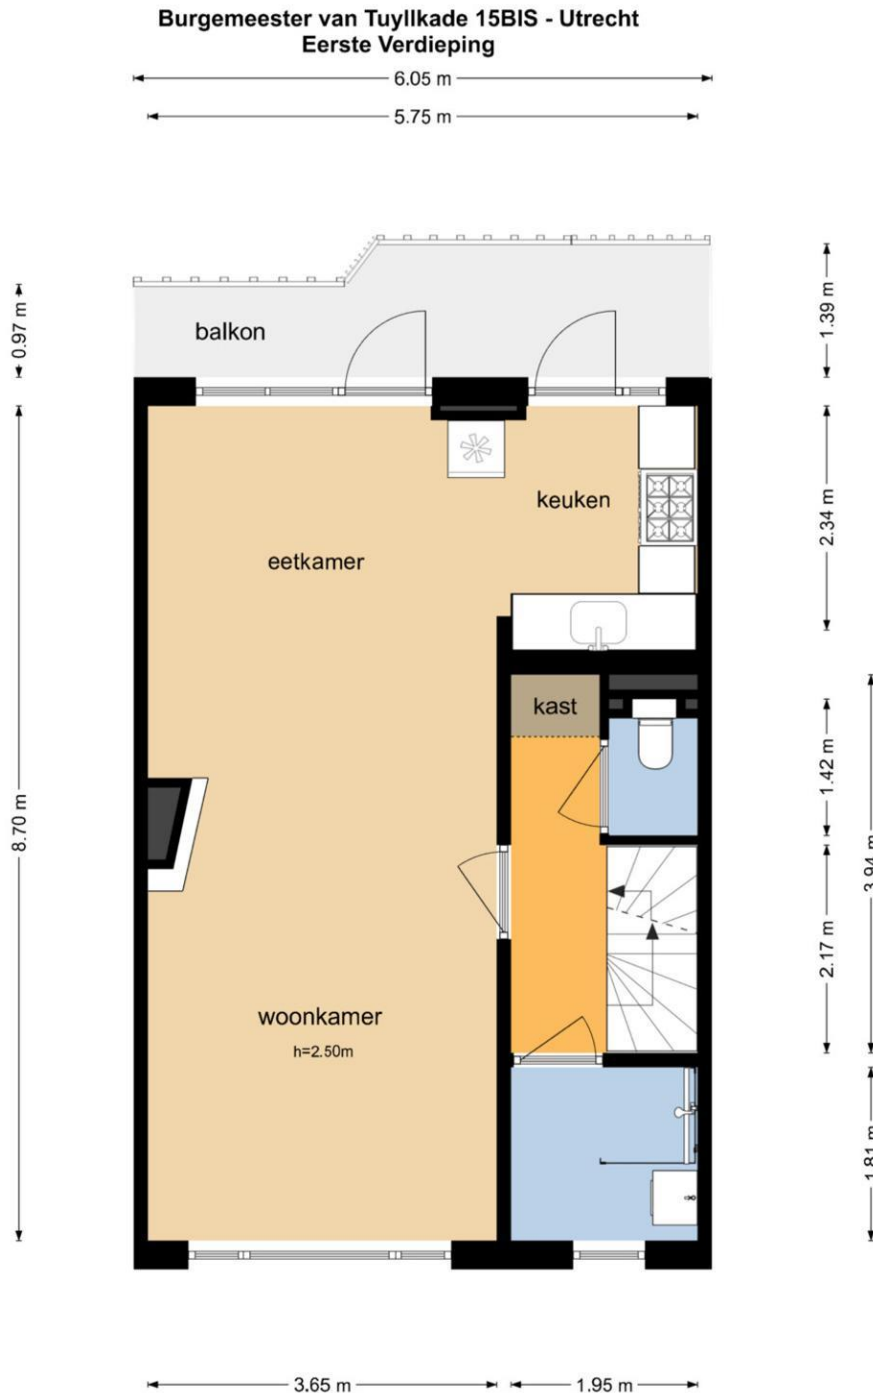 Burgemeester van Tuyllkade 15BIS - Utrecht
Eerste Verdieping
6.05 m
5.75 m
0.97 m
1.39 m
balkon
keuken
eetkamer
2.34 m
kast
1.42 m
8.70 m
3.94 m
2.17 m
woonkamer
h=2.50m
1.81 m
3.65 m
1.95 m